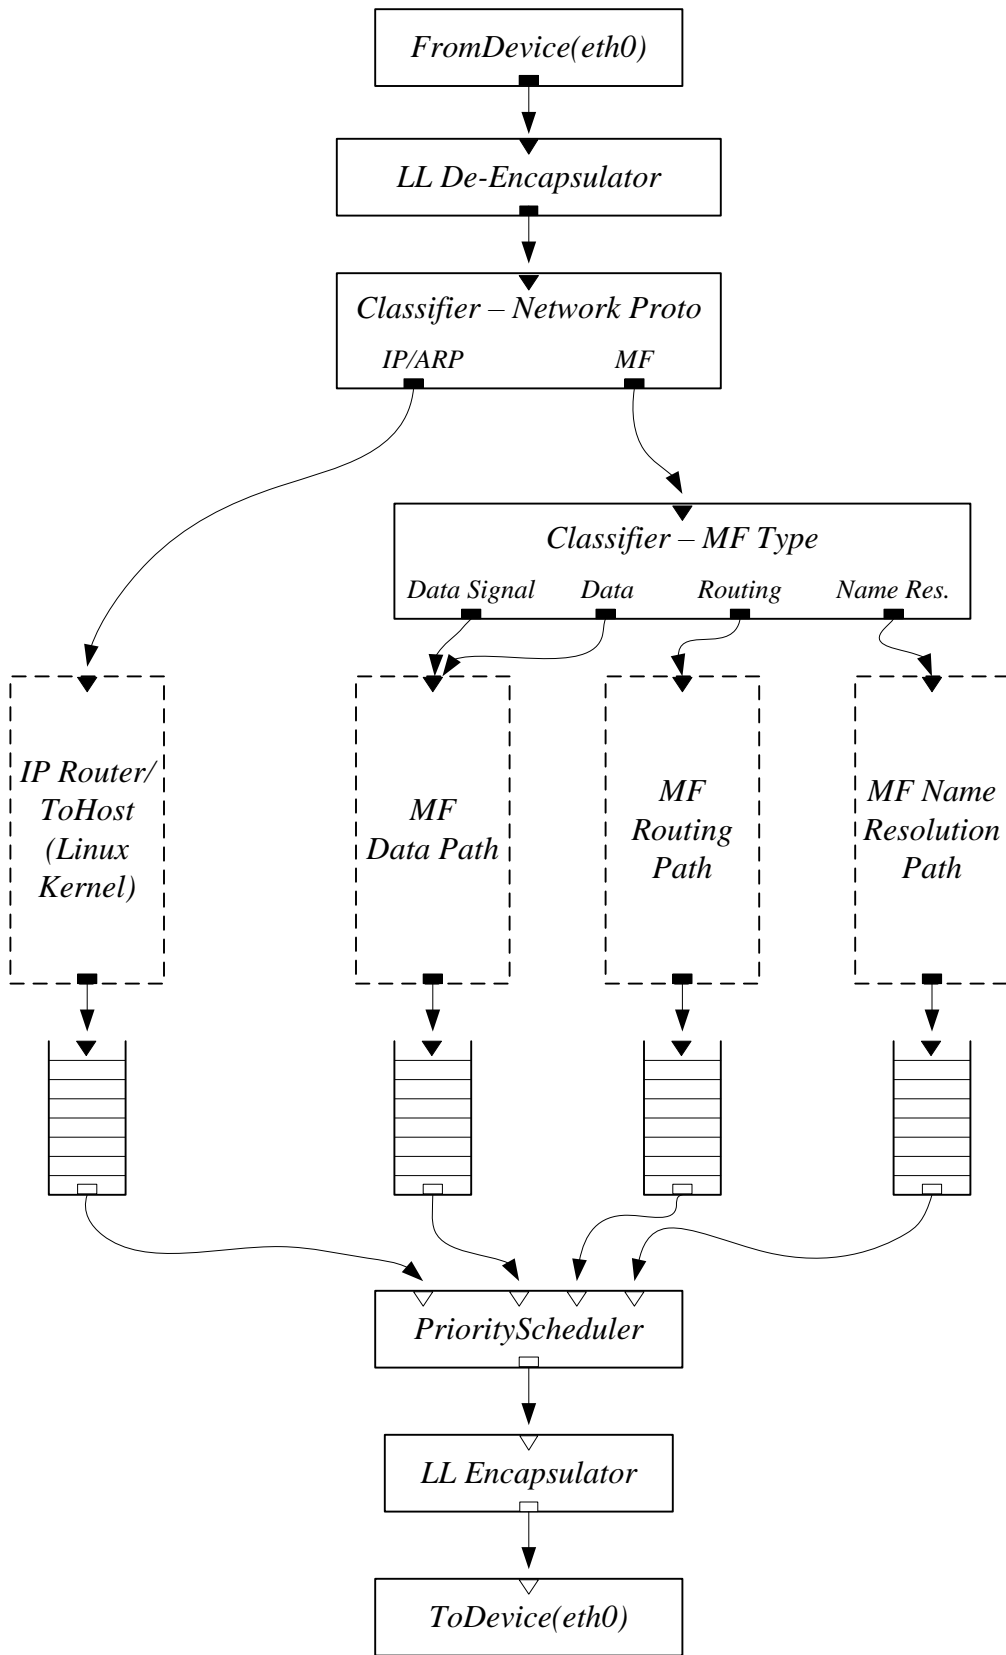 FromDevice(eth0)
LL De-Encapsulator
Classifier – Network Proto
IP/ARP
MF
Classifier – MF Type
Data Signal
Data
Routing
Name Res.
IP Router/
ToHost
(Linux
Kernel)
MF
Data Path
MF
Routing
Path
MF Name
Resolution
Path
PriorityScheduler
LL Encapsulator
ToDevice(eth0)